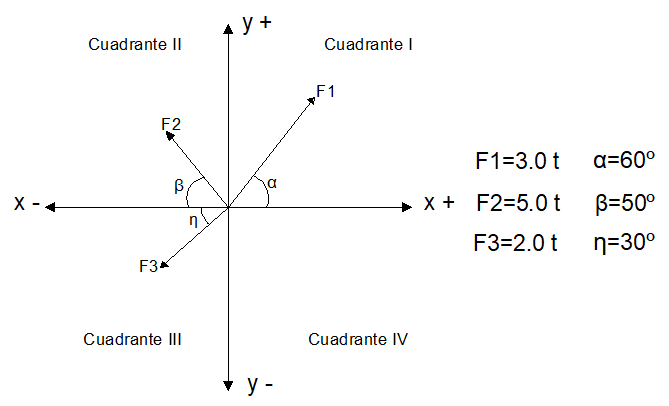 y +
Cuadrante II
Cuadrante I
F1
F2
F1=3.0 t α=60º
β
α
x -
x +
F2=5.0 t β=50º
η
F3=2.0 t η=30º
F3
Cuadrante III
Cuadrante IV
y -